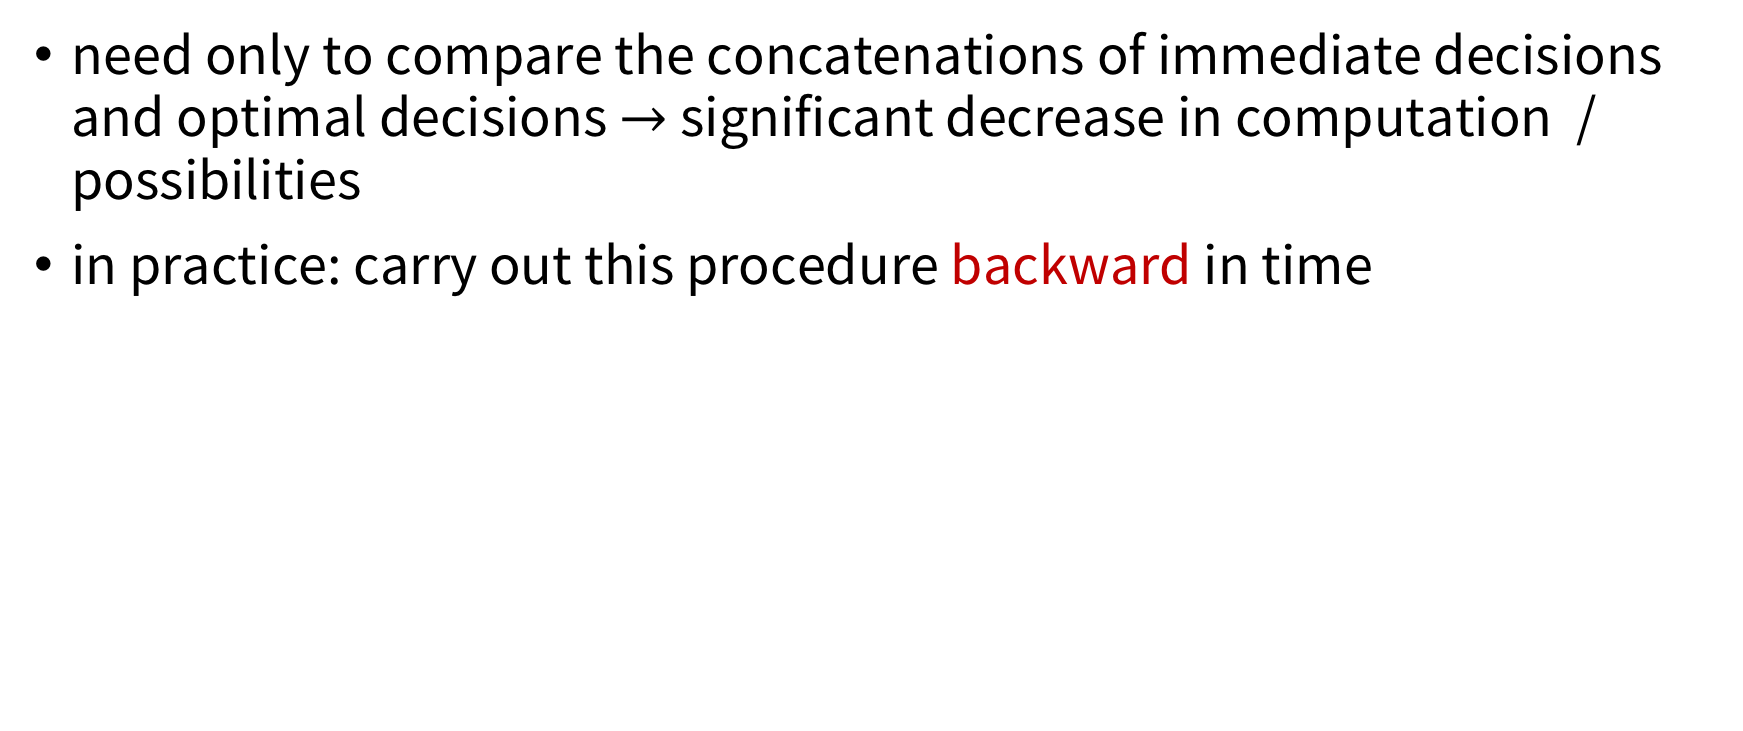 • need only to compare the concatenations of immediate decisions
and optimal decisions → significant decrease in computation /
possibilities
• in practice: carry out this procedure backward in time